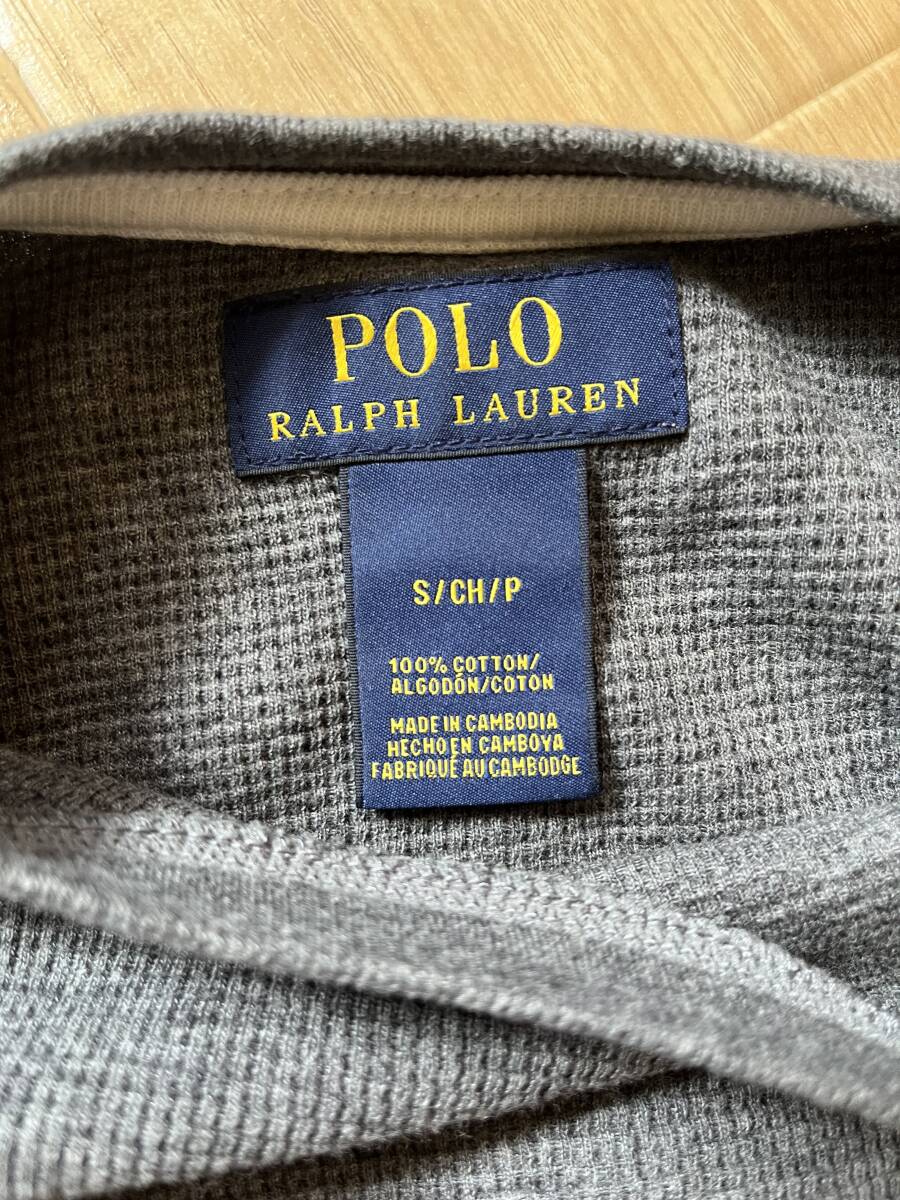 POLO
RALPH LAUREN
S/CH/P
100% COTTON/
ALGODÓN/COTON
MADE IN CAMBODIA
HECHO EN CAMBOYA
FABRIQUÉ AU CAMBODGE